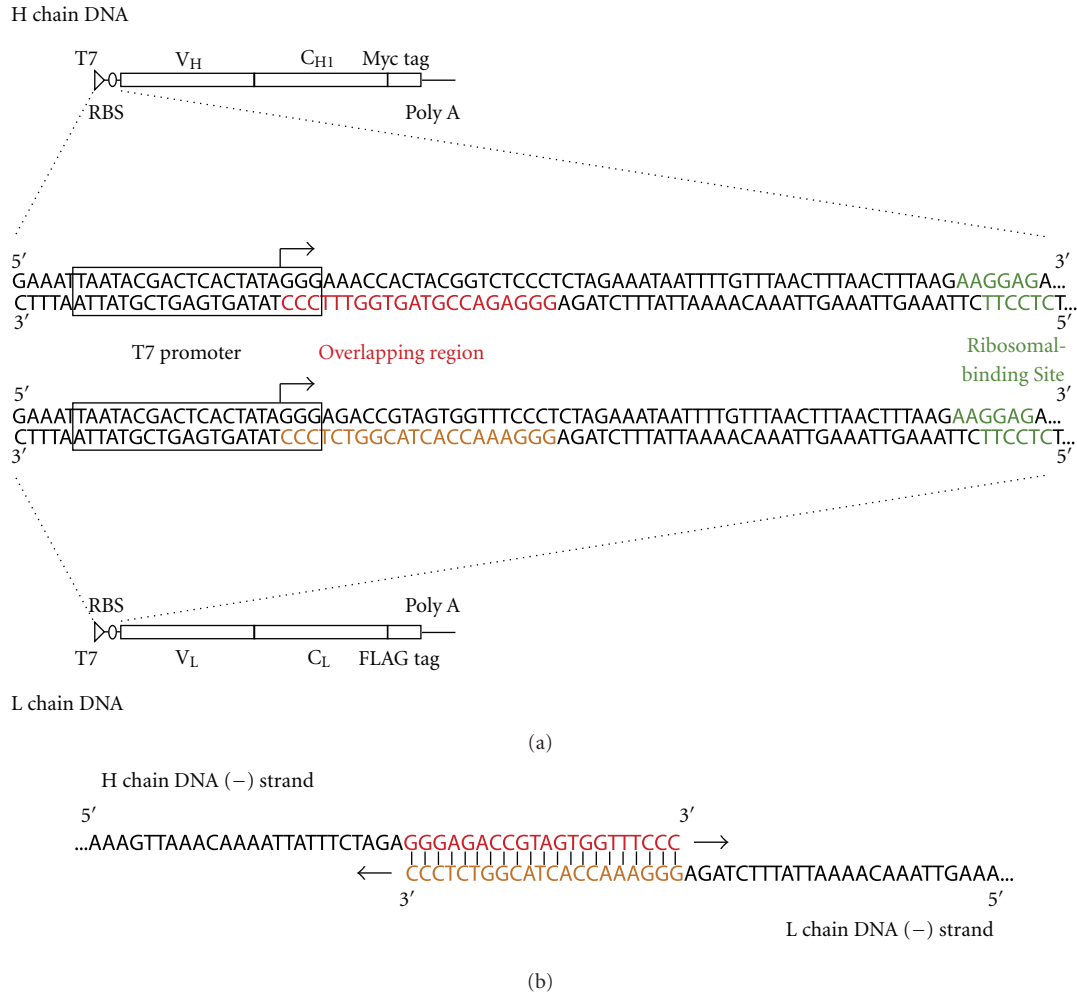 H chain DNA
T7 VH CH1 Myc tag
RBS Poly A
5′ 3′
GAAATTAATACGACTCACTATAGGGAAACCACTACGGTCTCCCTCTAGAAATAATTTTGTTTAACTTTAACTTTAAGAAGGAGA...
CTTTAATTATGCTGAGTGATATCCCTTTGGTGATGCCAGAGGGAGATCTTTATTAAAACAAATTGAAATTGAAATTCTTCCTCT...
3′ 5′
T7 promoter Overlapping region Ribosomal-
binding Site
5′ 3′
GAAATTAATACGACTCACTATAGGGAGACCGTAGTGGTTTCCCTCTAGAAATAATTTTGTTTAACTTTAACTTTAAGAAGGAGA...
CTTTAATTATGCTGAGTGATATCCCTCTGGCATCACCAAAGGGAGATCTTTATTAAAACAAATTGAAATTGAAATTCTTCCTCT...
3′ 5′
RBS Poly A
T7 VL CL FLAG tag
L chain DNA
(a)
H chain DNA (−) strand
5′ 3′
...AAAGTTAAACAAAATTATTTCTAGAGGGAGACCGTAGTGGTTTCCC
CCCTCTGGCATCACCAAAGGGAGATCTTTATTAAAACAAATTGAAA...
3′ 5′
L chain DNA (−) strand
(b)